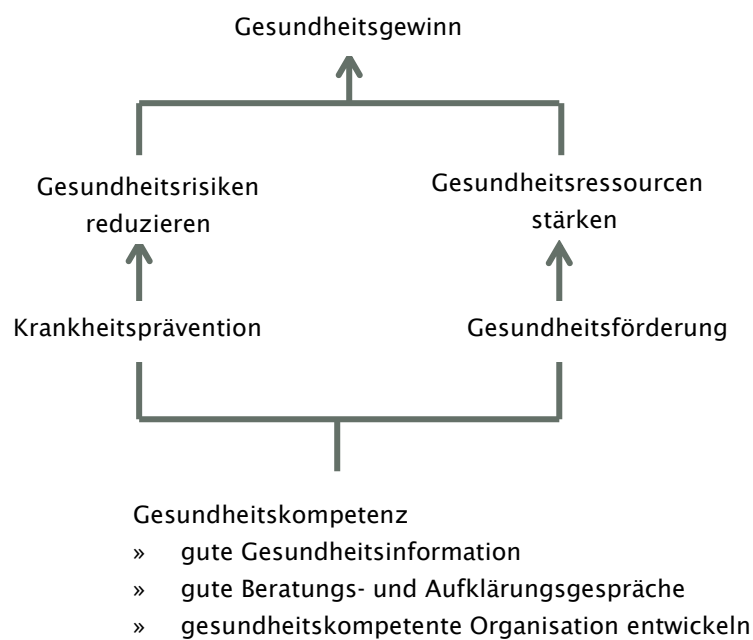 Gesundheitsgewinn
Gesundheitsrisiken
reduzieren
Gesundheitsressourcen
stärken
Krankheitsprävention
Gesundheitsförderung
Gesundheitskompetenz
» gute Gesundheitsinformation
» gute Beratungs- und Aufklärungsgespräche
» gesundheitskompetente Organisation entwickeln